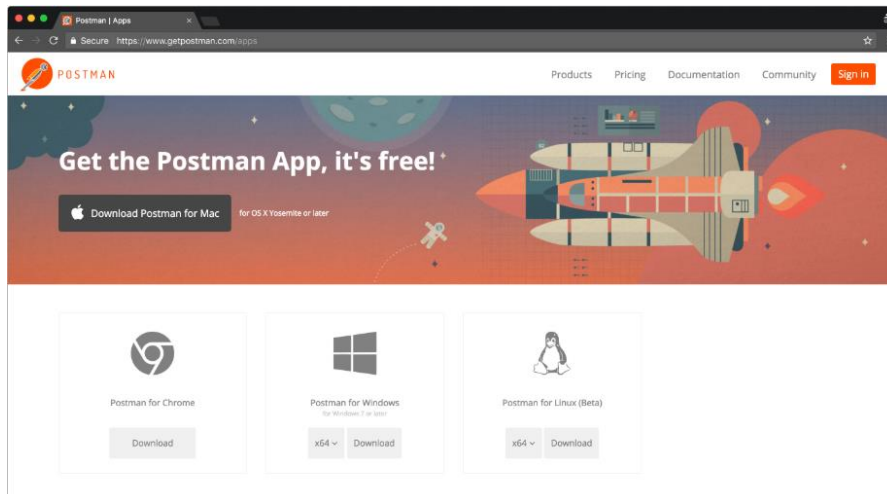 Postman | Apps
Secure https://www.getpostman.com/apps
POSTMAN
Products Pricing Documentation Community Sign in
Get the Postman App, it's free!
Download Postman for Mac for OS X Yosemite or later
Postman for Chrome
Download
Postman for Windows
for Windows 7 or later
x64 Download
Postman for Linux (Beta)
x64 Download